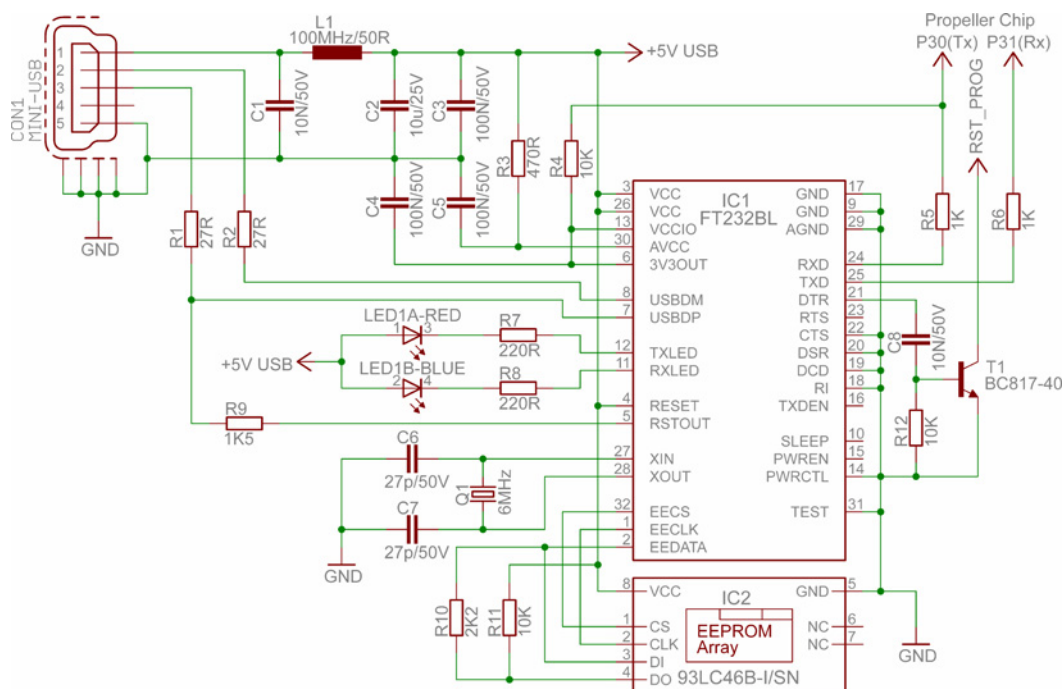 Propeller Chip
P30(Tx) P31(Rx)
RST_PROG
CON1
MINI-USB
1
2
3
4
5
GND
L1
100MHz/50R
+5V USB
C1
10N/50V
C2
10u/25V
C3
100N/50V
C4
100N/50V
C5
100N/50V
R3
470R
R4
10K
R1
27R
R2
27R
R5
1K
R6
1K
IC1
FT232BL
3 VCC
26 VCC
13 VCCIO
30 AVCC
6 3V3OUT
8 USBDM
7 USBDP
12 TXLED
11 RXLED
4 RESET
5 RSTOUT
27 XIN
28 XOUT
32 EECS
1 EECLK
2 EEDATA
GND 17
GND 9
AGND 29
RXD 24
TXD 25
DTR 21
RTS 23
CTS 22
DSR 20
DCD 19
RI 18
TXDEN 16
SLEEP 10
PWREN 15
PWRCTL 14
TEST 31
LED1A-RED
1 3
R7
220R
+5V USB
LED1B-BLUE
2 4
R8
220R
R9
1K5
C6
27p/50V
Q1
6MHz
C7
27p/50V
GND
C8
10N/50V
T1
BC817-40
R12
10K
R10
2K2
R11
10K
IC2
EEPROM
Array
8 VCC
1 CS
2 CLK
3 DI
4 DO
GND 5
NC 6
NC 7
93LC46B-I/SN
GND